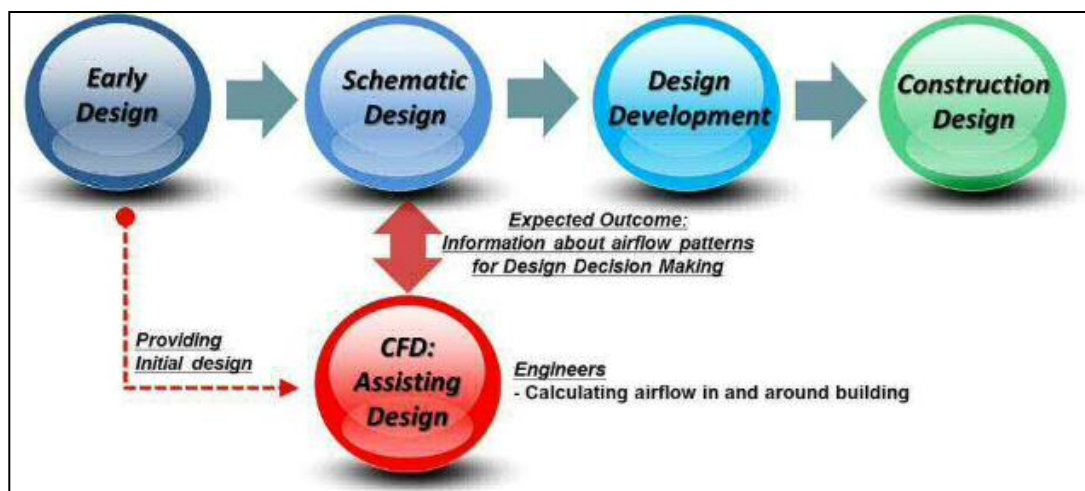 Early
Design
Schematic
Design
Design
Development
Construction
Design
Expected Outcome:
Information about airflow patterns
for Design Decision Making
Providing
Initial design
CFD:
Assisting
Design
Engineers
- Calculating airflow in and around building